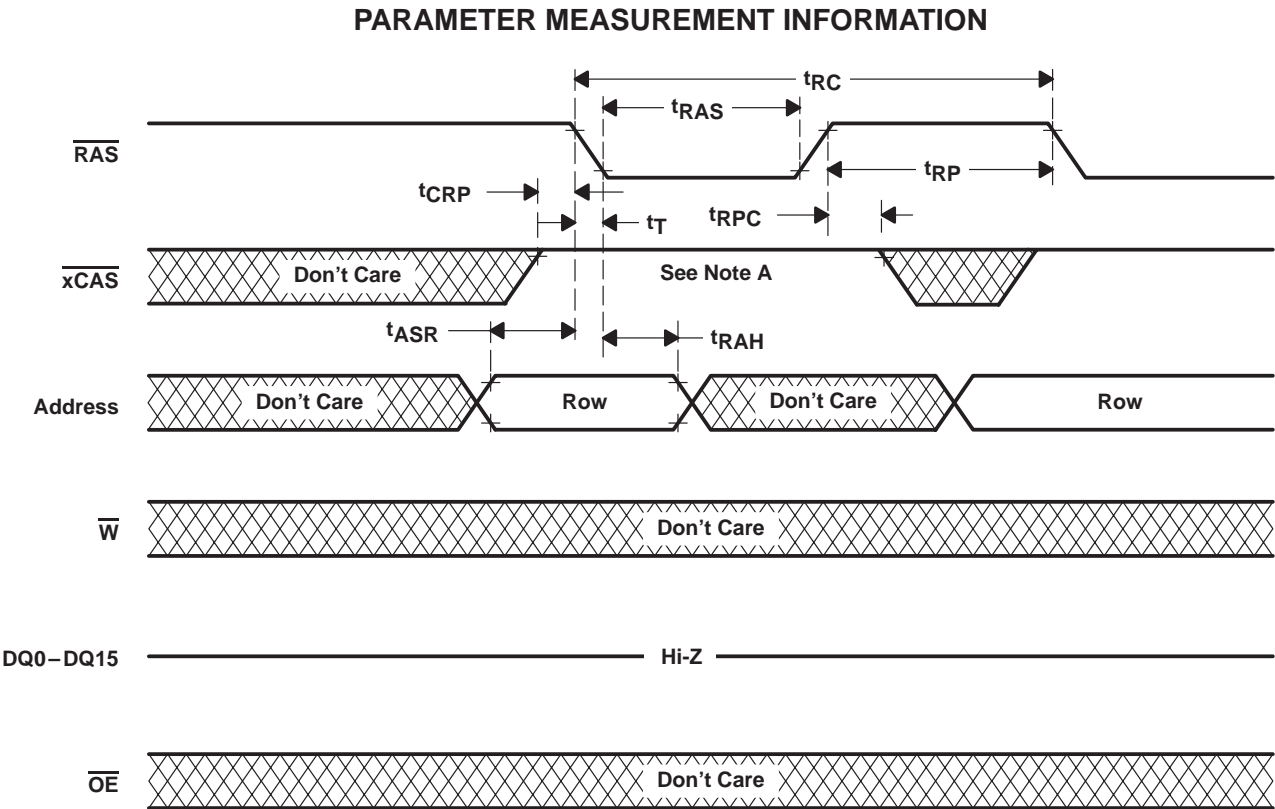 PARAMETER MEASUREMENT INFORMATION
tRC
tRAS
RAS
tRP
tCRP
tT
tRPC
xCAS
Don't Care
See Note A
tASR
tRAH
Address
Don't Care
Row
Don't Care
Row
W
Don't Care
DQ0–DQ15
Hi-Z
OE
Don't Care